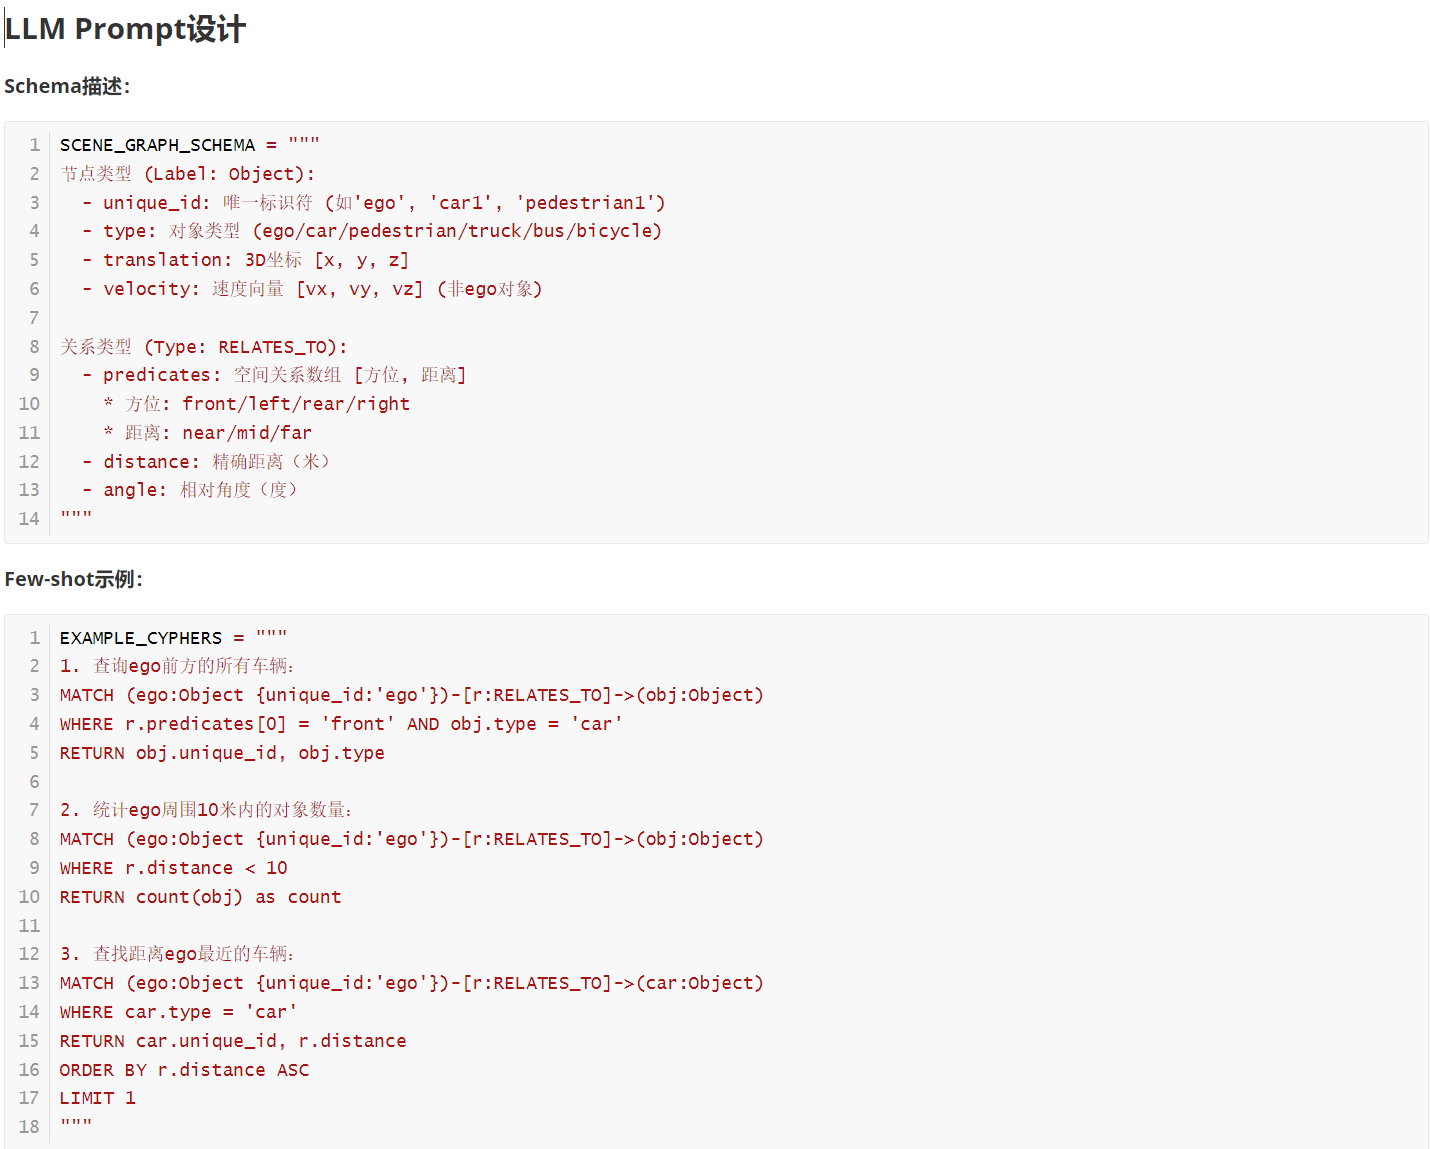 LLM Prompt设计
Schema描述：
1 SCENE_GRAPH_SCHEMA = """
2 节点类型 (Label: Object):
3   - unique_id: 唯一标识符 (如'ego', 'car1', 'pedestrian1')
4   - type: 对象类型 (ego/car/pedestrian/truck/bus/bicycle)
5   - translation: 3D坐标 [x, y, z]
6   - velocity: 速度向量 [vx, vy, vz] (非ego对象)
7
8 关系类型 (Type: RELATES_TO):
9   - predicates: 空间关系数组 [方位, 距离]
10     * 方位: front/left/rear/right
11     * 距离: near/mid/far
12   - distance: 精确距离（米）
13   - angle: 相对角度（度）
14 """
Few-shot示例：
1 EXAMPLE_CYPHERS = """
2 1. 查询ego前方的所有车辆：
3 MATCH (ego:Object {unique_id:'ego'})-[r:RELATES_TO]->(obj:Object)
4 WHERE r.predicates[0] = 'front' AND obj.type = 'car'
5 RETURN obj.unique_id, obj.type
6
7 2. 统计ego周围10米内的对象数量：
8 MATCH (ego:Object {unique_id:'ego'})-[r:RELATES_TO]->(obj:Object)
9 WHERE r.distance < 10
10 RETURN count(obj) as count
11
12 3. 查找距离ego最近的车辆：
13 MATCH (ego:Object {unique_id:'ego'})-[r:RELATES_TO]->(car:Object)
14 WHERE car.type = 'car'
15 RETURN car.unique_id, r.distance
16 ORDER BY r.distance ASC
17 LIMIT 1
18 """